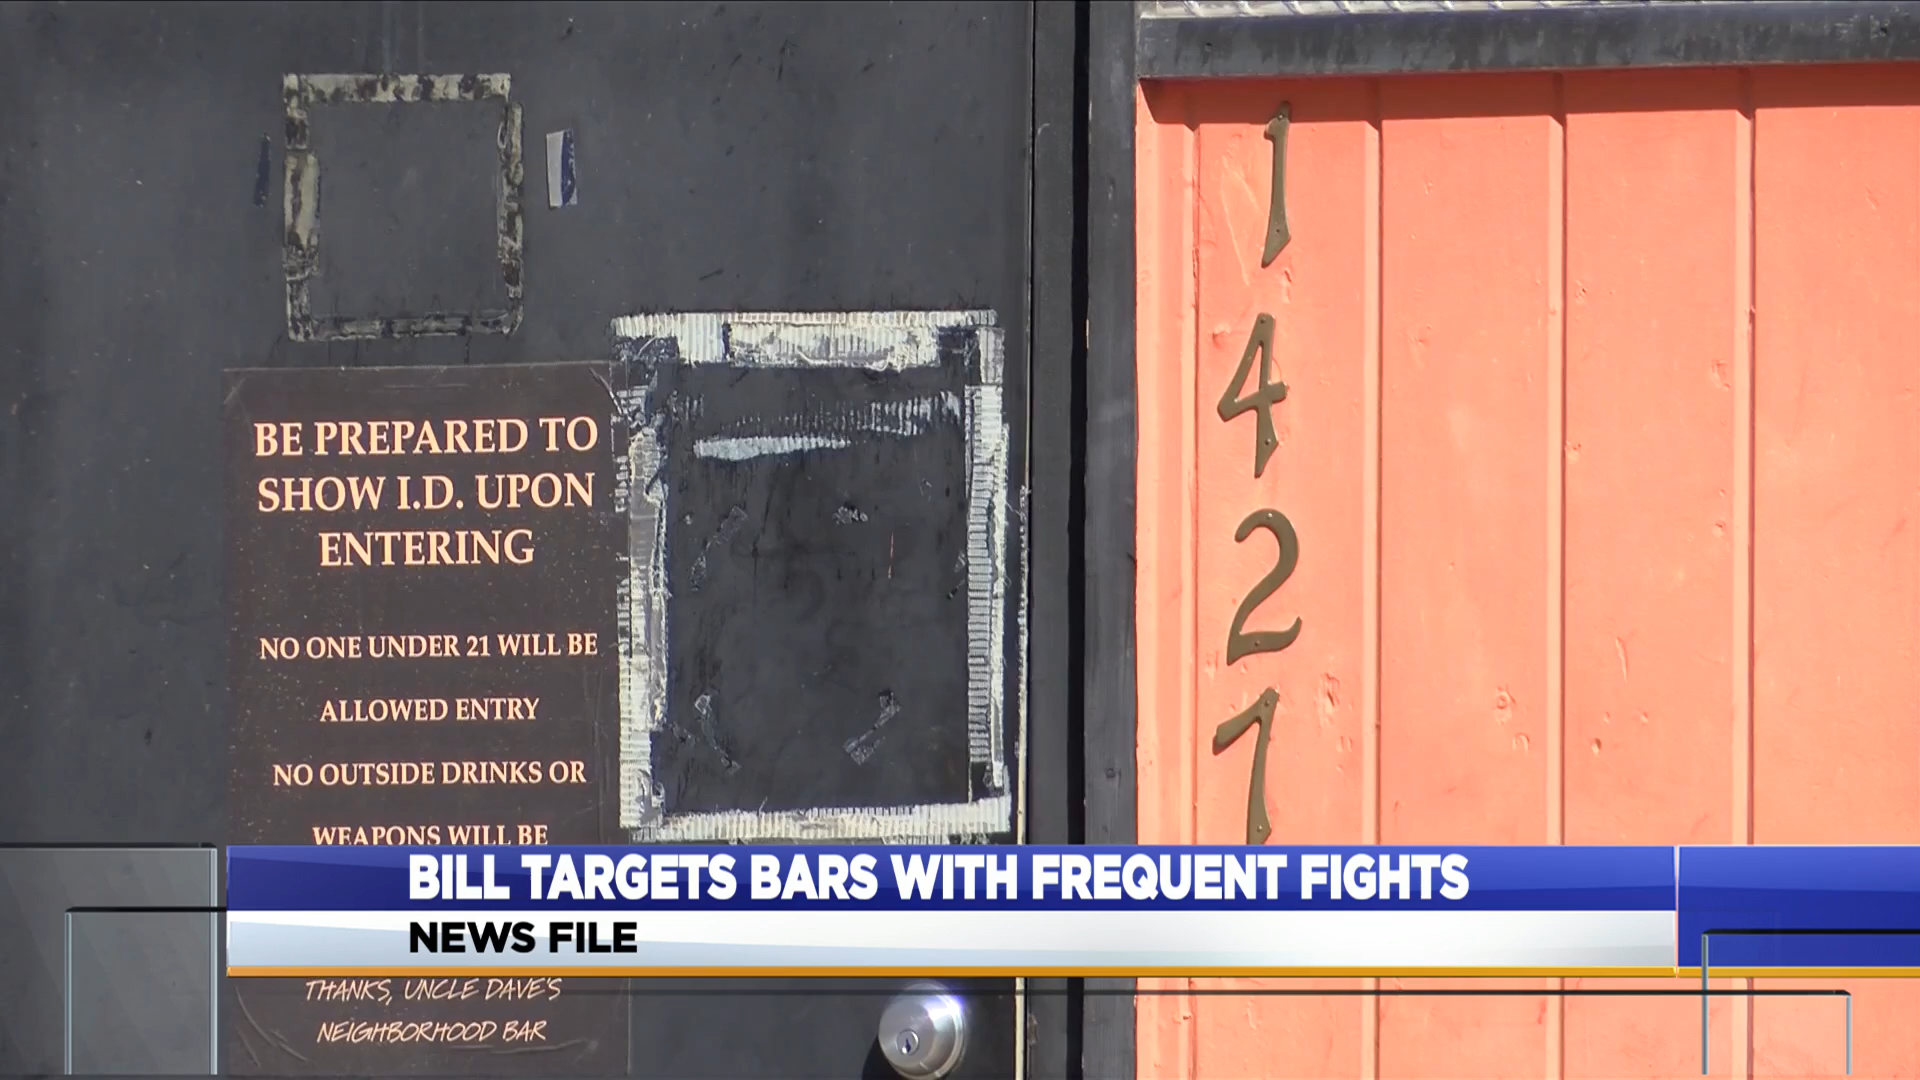 BE PREPARED TO
SHOW I.D. UPON
ENTERING
NO ONE UNDER 21 WILL BE
ALLOWED ENTRY
NO OUTSIDE DRINKS OR
WEAPONS WILL BE
THANKS, UNCLE DAVE'S
NEIGHBORHOOD BAR
1
4
2
7
BILL TARGETS BARS WITH FREQUENT FIGHTS
NEWS FILE